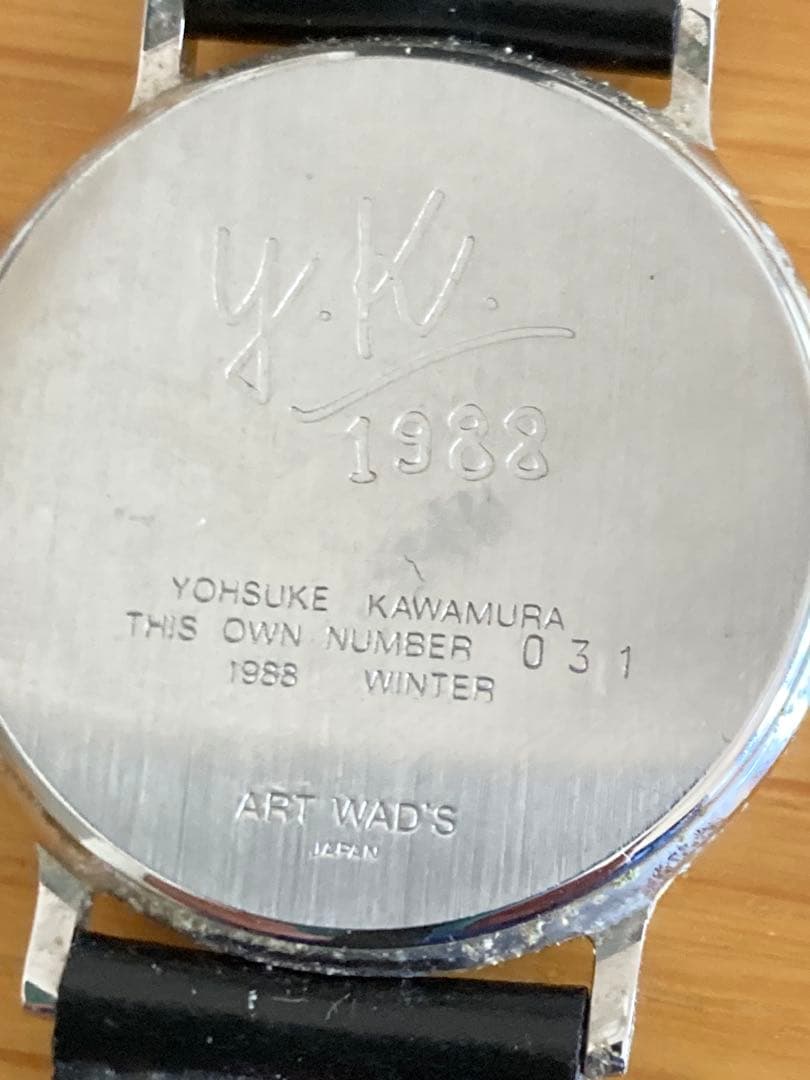 y.K.
1988
YOHSUKE KAWAMURA
THIS OWN NUMBER 031
1988 WINTER
ART WAD'S
JAPAN